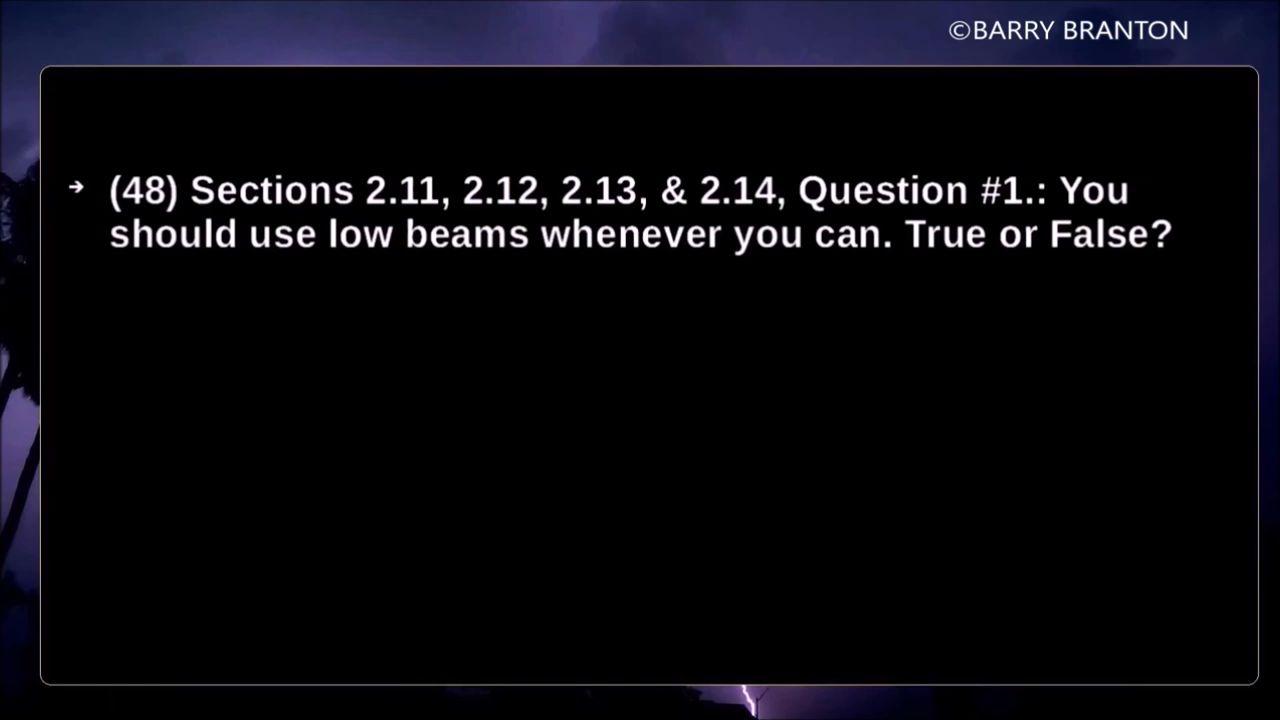 ©BARRY BRANTON
➔ (48) Sections 2.11, 2.12, 2.13, & 2.14, Question #1.: You
should use low beams whenever you can. True or False?